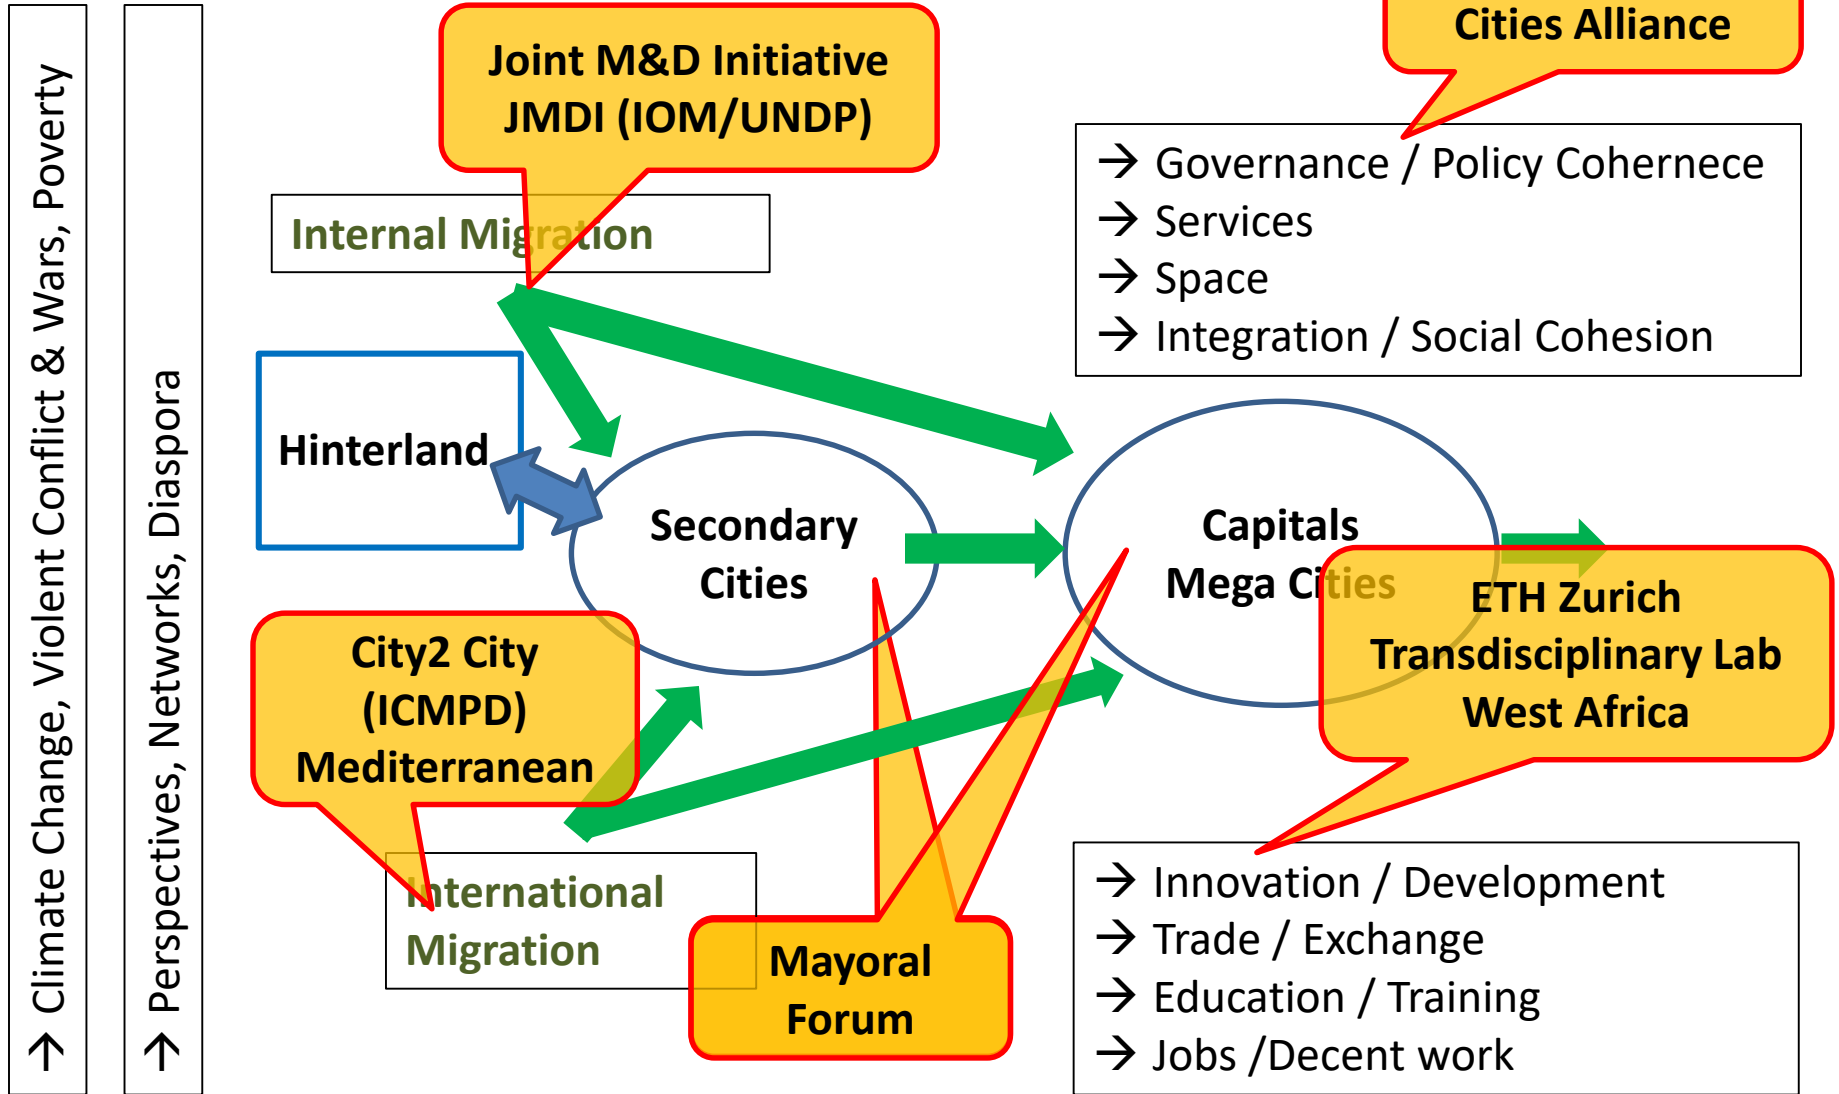 → Climate Change, Violent Conflict & Wars, Poverty
→ Perspectives, Networks, Diaspora
Joint M&D Initiative
JMDI (IOM/UNDP)
Cities Alliance
Internal Migration
→ Governance / Policy Cohernece
→ Services
→ Space
→ Integration / Social Cohesion
Hinterland
Secondary
Cities
Capitals
Mega Cities
ETH Zurich
Transdisciplinary Lab
West Africa
City2 City
(ICMPD)
Mediterranean
International
Migration
Mayoral
Forum
→ Innovation / Development
→ Trade / Exchange
→ Education / Training
→ Jobs /Decent work